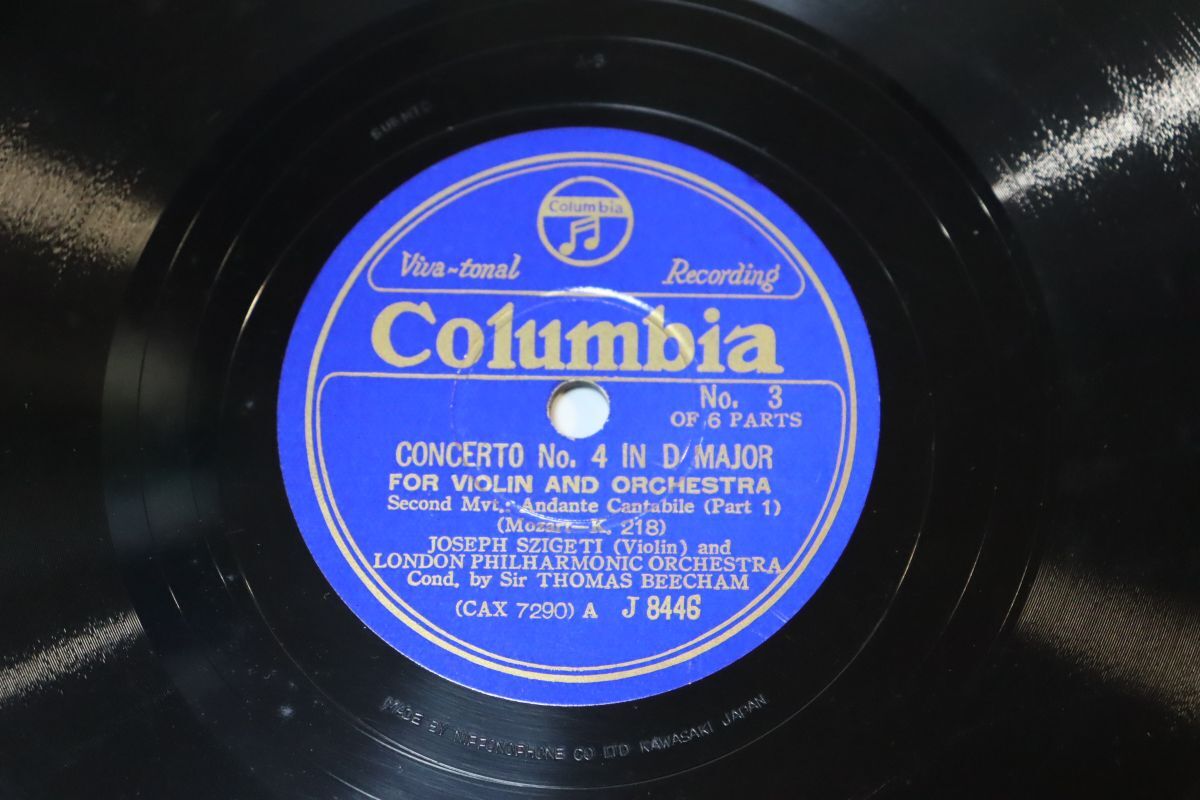 Columbia
Viva-tonal Recording
Columbia
No. 3
OF 6 PARTS
CONCERTO No. 4 IN D MAJOR
FOR VIOLIN AND ORCHESTRA
Second Mvt.: Andante Cantabile (Part 1)
(Mozart—K. 218)
JOSEPH SZIGETI (Violin) and
LONDON PHILHARMONIC ORCHESTRA
Cond. by Sir THOMAS BEECHAM
(CAX 7290) A J 8446
MADE BY NIPPONOPHONE CO LTD KAWASAKI JAPAN